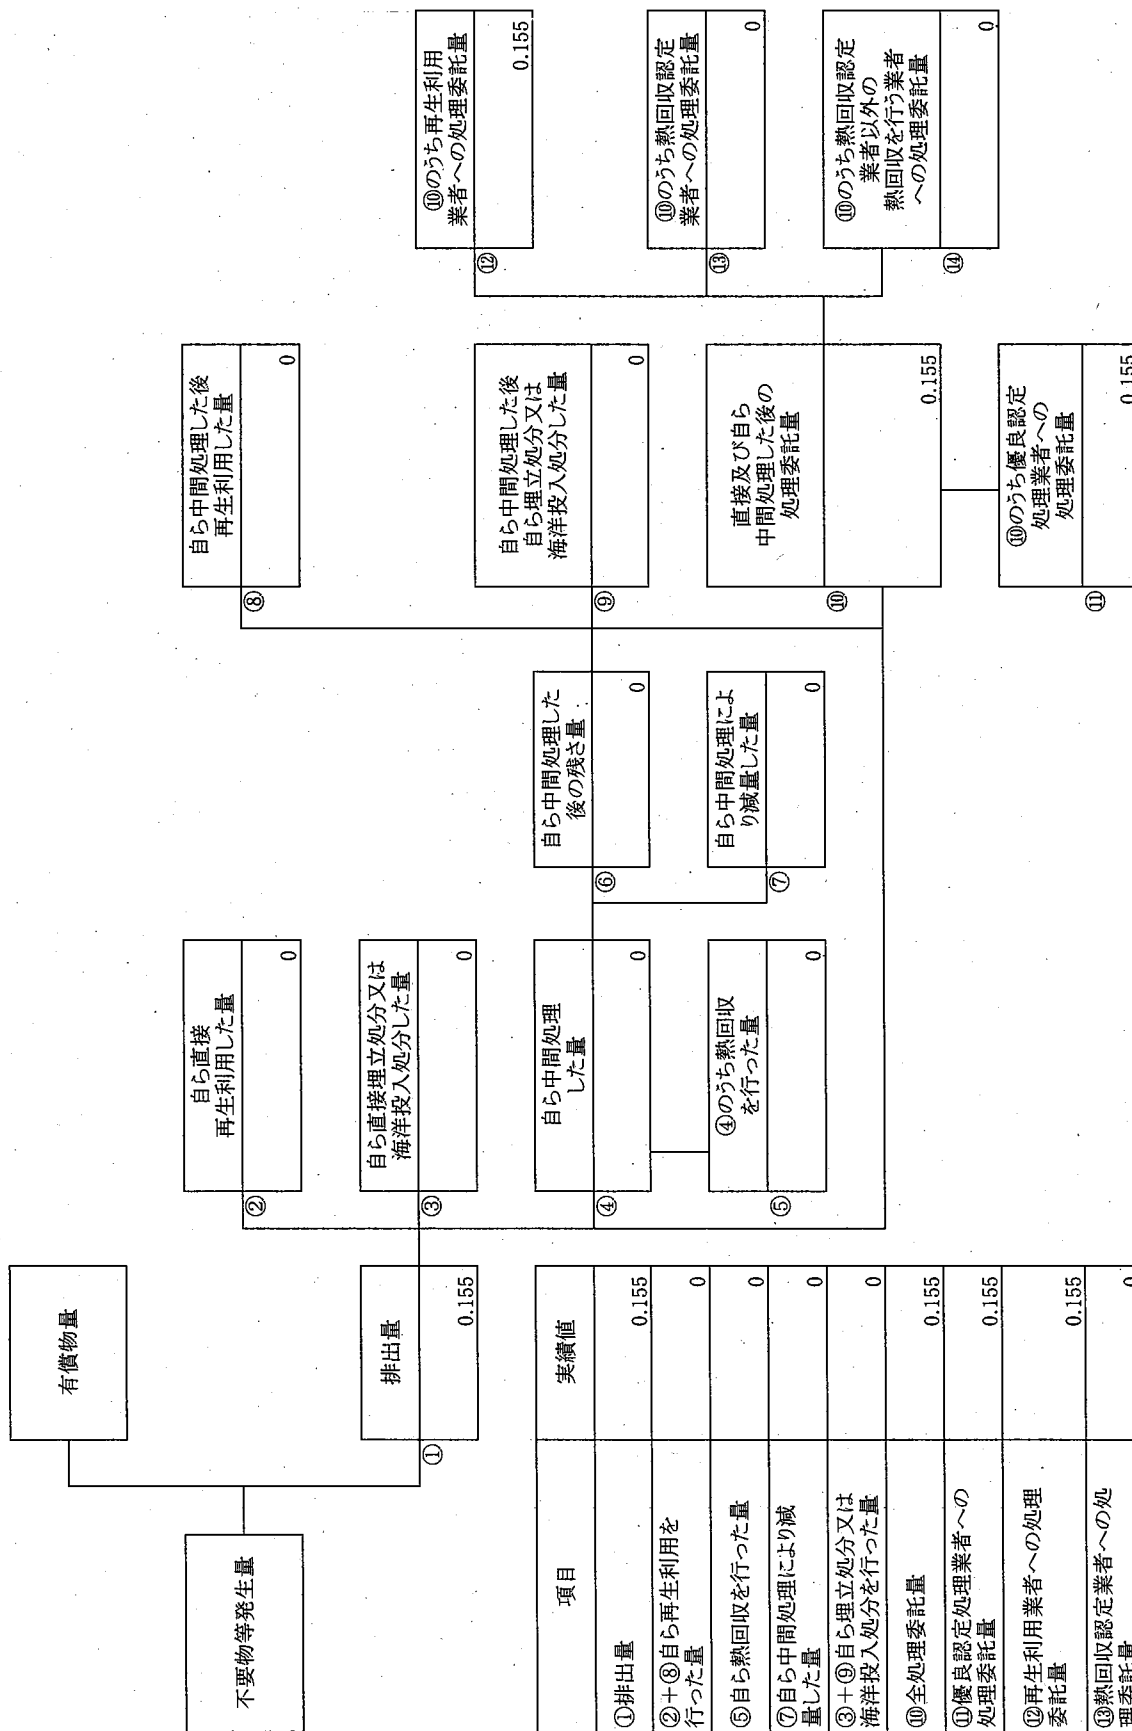 有償物量
不要物等発生量
①
排出量
0.155
②
自ら直接
再生利用した量
0
③
自ら直接埋立処分又は
海洋投入処分した量
0
④
自ら中間処理
した量
0
⑤
④のうち熱回収
を行った量
0
⑥
自ら中間処理した
後の残さ量
0
⑦
自ら中間処理によ
り減量した量
0
⑧
自ら中間処理した後
再生利用した量
0
⑨
自ら中間処理した後
自ら埋立処分又は
海洋投入処分した量
0
⑩
直接及び自ら
中間処理した後の
処理委託量
0.155
⑪
⑩のうち優良認定
処理業者への
処理委託量
0.155
⑫
⑩のうち再生利用
業者への処理委託量
0.155
⑬
⑩のうち熱回収認定
業者への処理委託量
0
⑭
⑩のうち熱回収認定
業者以外の
熱回収を行う業者
への処理委託量
0
項目
実績値
①排出量
0.155
②+⑧自ら再生利用を
行った量
0
⑤自ら熱回収を行った量
0
⑦自ら中間処理により減
量した量
0
③+⑨自ら埋立処分又は
海洋投入処分を行った量
0
⑩全処理委託量
0.155
⑪優良認定処理業者への
処理委託量
0.155
⑫再生利用業者への処理
委託量
0.155
⑬熱回収認定業者への処
理委託量
0